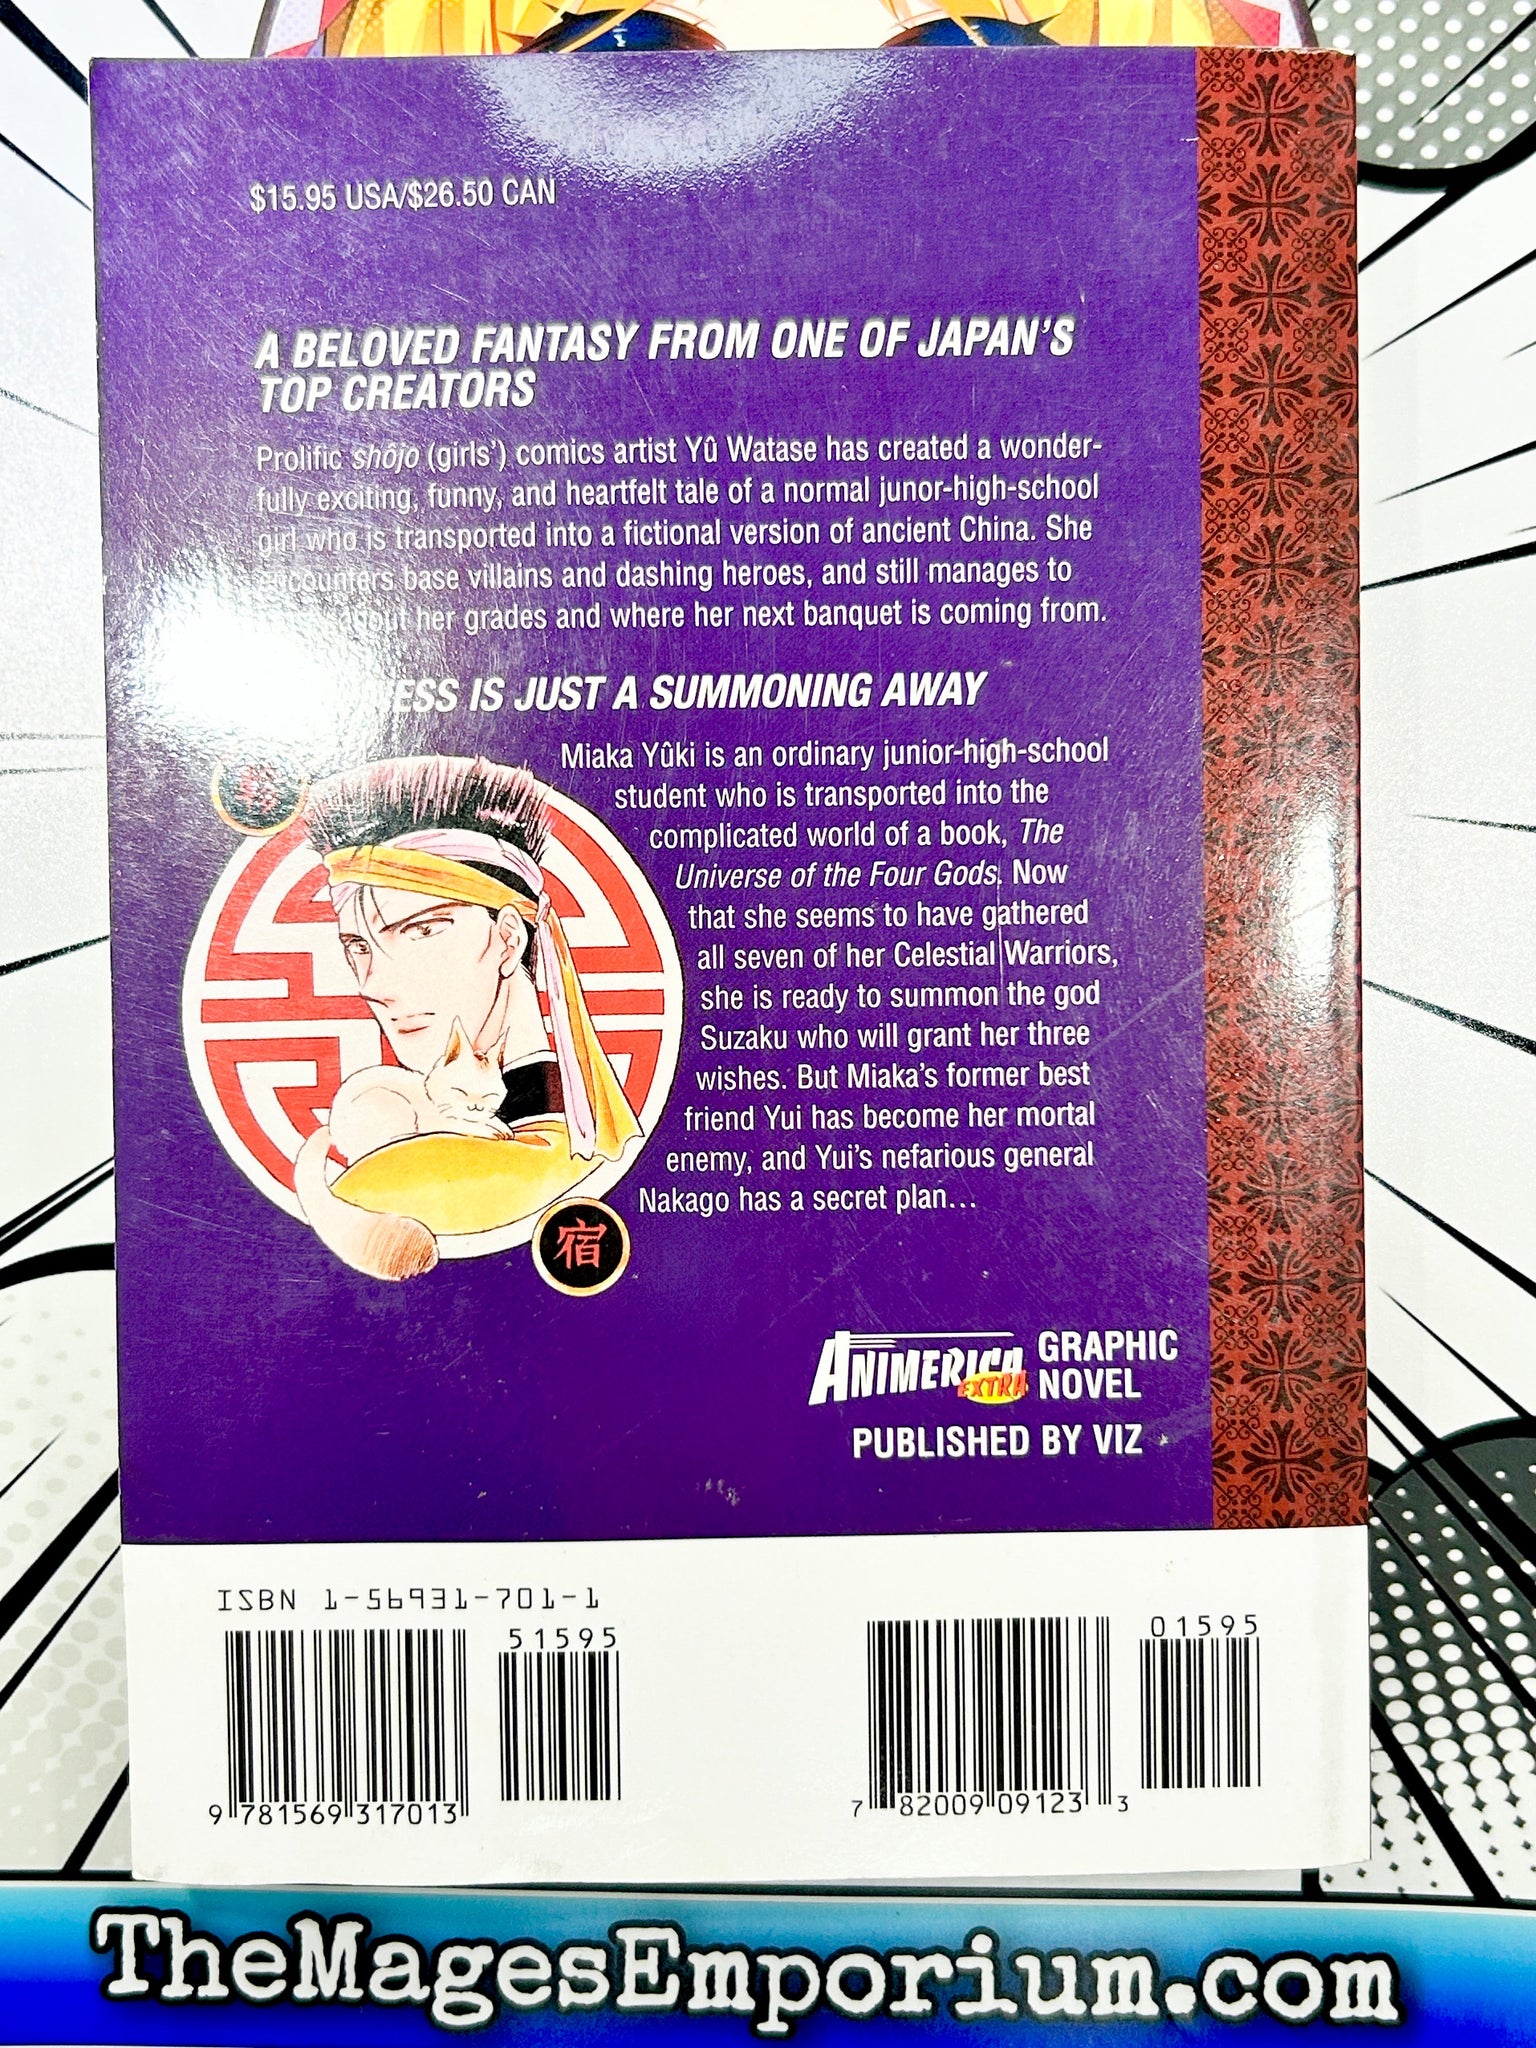 $15.95 USA/$26.50 CAN
A BELOVED FANTASY FROM ONE OF JAPAN'S
TOP CREATORS
Prolific shôjo (girls') comics artist Yû Watase has created a wonder-
fully exciting, funny, and heartfelt tale of a normal junor-high-school
girl who is transported into a fictional version of ancient China. She
encounters base villains and dashing heroes, and still manages to
about her grades and where her next banquet is coming from.
IS JUST A SUMMONING AWAY
Miaka Yûki is an ordinary junior-high-school
student who is transported into the
complicated world of a book, The
Universe of the Four Gods. Now
that she seems to have gathered
all seven of her Celestial Warriors,
she is ready to summon the god
Suzaku who will grant her three
wishes. But Miaka's former best
friend Yui has become her mortal
enemy, and Yui's nefarious general
Nakago has a secret plan...
宿
ANIMERICA EXTRA GRAPHIC
NOVEL
PUBLISHED BY VIZ
ISBN 1-56931-701-1
51595
9 781569 317013
01595
7 82009 09123 3
TheMagesEmporium.com